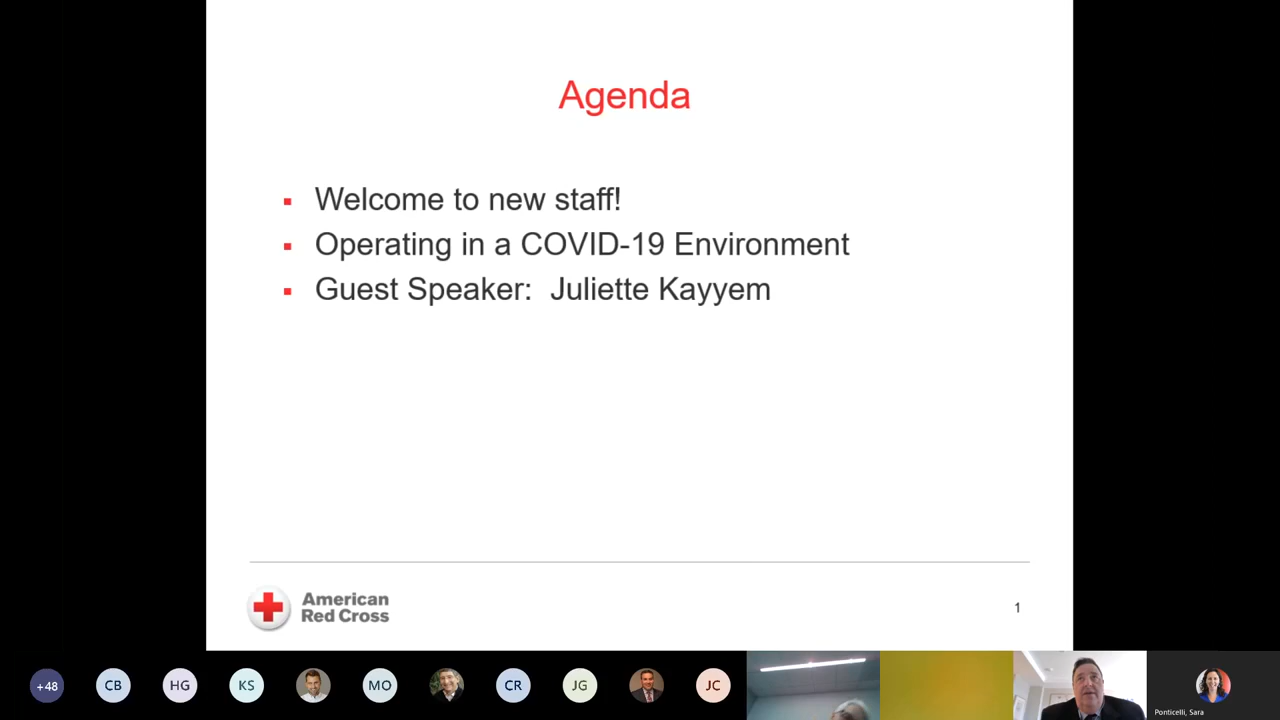 Agenda
Welcome to new staff!
Operating in a COVID-19 Environment
Guest Speaker: Juliette Kayyem
American
Red Cross
1
+48
CB
HG
KS
MO
CR
JG
JC
Ponticelli, Sara